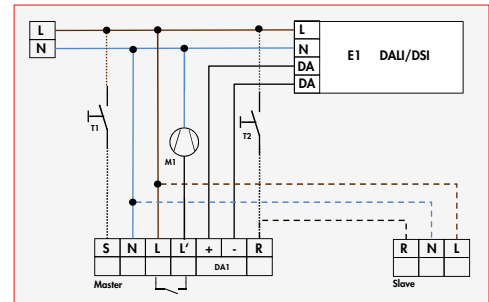 L
L
N
N
E1 DALI/DSI
DA
DA
T1
T2
M1
S N L L' + - R
DA1
R N L
Master
Slave